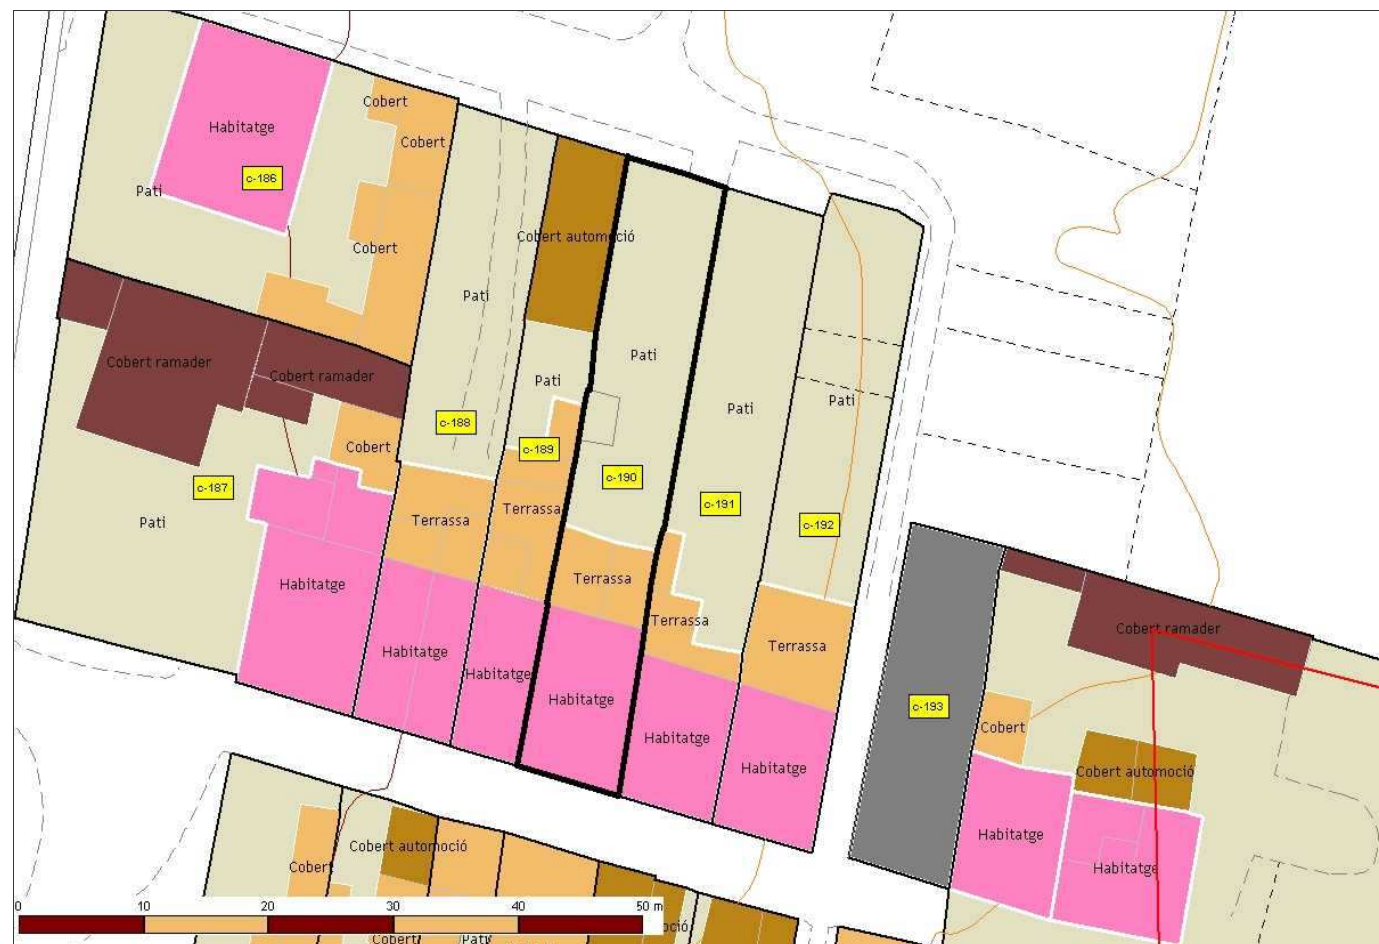 Cobert
Habitatge
Cobert
c-186
Pati
Cobert automoció
Cobert
Pati
Pati
Cobert ramader
Cobert ramader
Pati
Pati
Pati
c-188
Cobert
c-189
c-190
c-187
c-191
Terrassa
Terrassa
c-192
Pati
Terrassa
Habitatge
Terrassa
Cobert ramader
Terrassa
Habitatge
Habitatge
Habitatge
c-193
Cobert
Habitatge
Habitatge
Cobert automoció
Habitatge
Habitatge
Cobert automoció
Cobert
0 10 20 30 40 50 m
Cobert
Pati